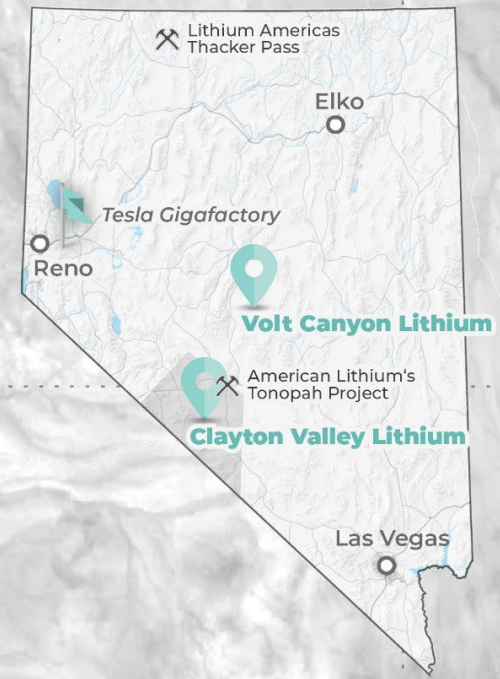 Lithium Americas
Thacker Pass
Elko
Tesla Gigafactory
Reno
Volt Canyon Lithium
American Lithium‘s
Tonopah Project
Clayton Valley Lithium
Las Vegas